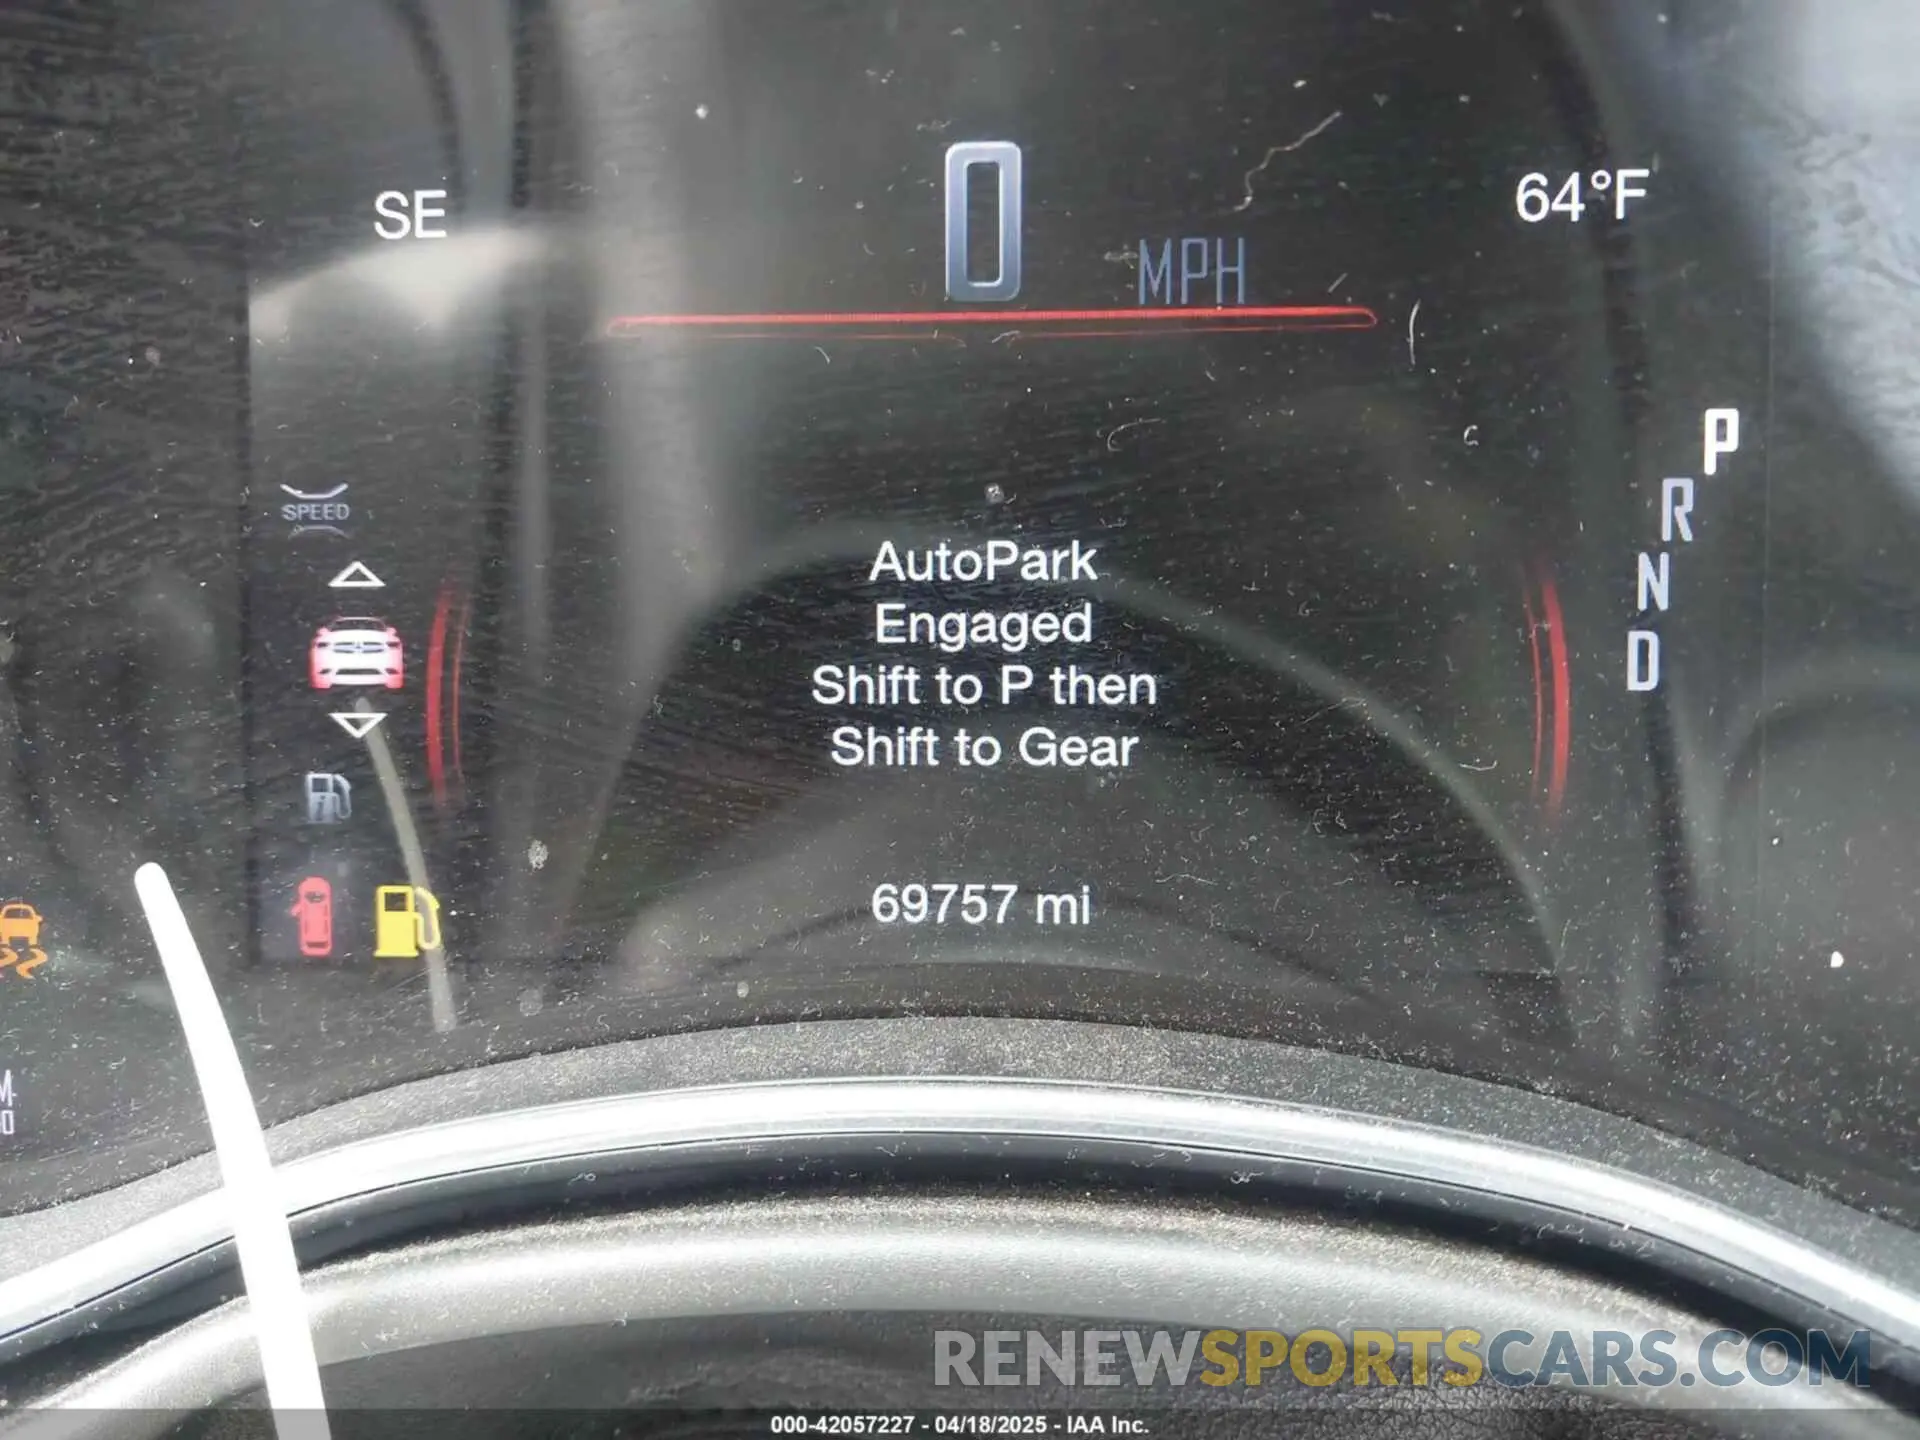 SE
0
MPH
64°F
P
R
N
D
SPEED
AutoPark
Engaged
Shift to P then
Shift to Gear
69757 mi
RENEWSPORTSCARS.COM
000-42057227 - 04/18/2025 - IAA Inc.